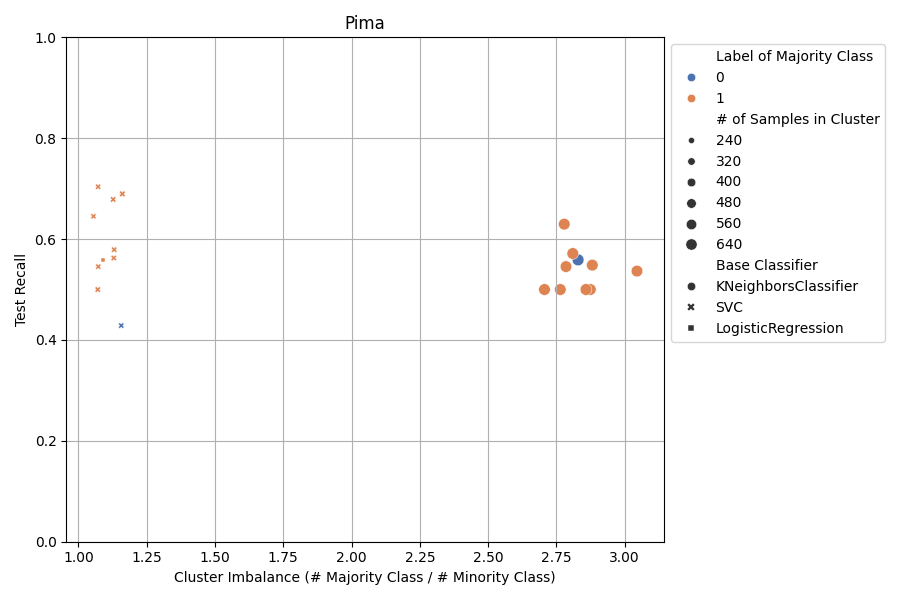 Pima
1.0
0.8
0.6
0.4
0.2
0.0
Test Recall
1.00 1.25 1.50 1.75 2.00 2.25 2.50 2.75 3.00
Cluster Imbalance (# Majority Class / # Minority Class)
Label of Majority Class
0
1
# of Samples in Cluster
240
320
400
480
560
640
Base Classifier
KNeighborsClassifier
SVC
LogisticRegression